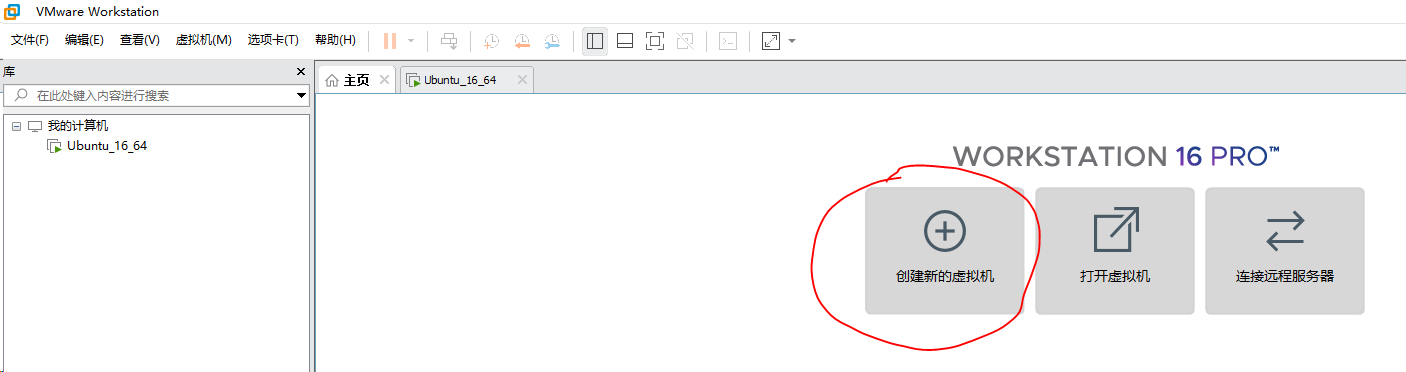 VMware Workstation
文件(F) 编辑(E) 查看(V) 虚拟机(M) 选项卡(T) 帮助(H)
库
主页 Ubuntu_16_64
在此处键入内容进行搜索
我的计算机
Ubuntu_16_64
WORKSTATION 16 PRO™
创建新的虚拟机 打开虚拟机 连接远程服务器